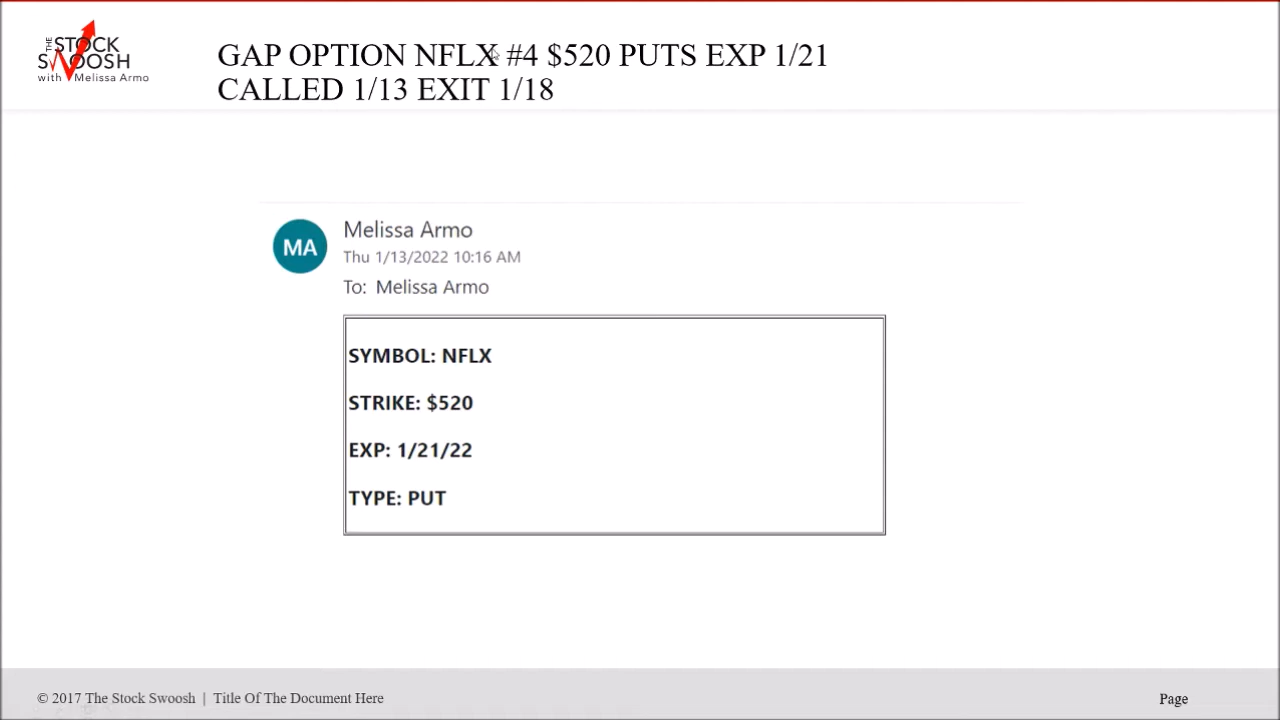 THE STOCK
SWOOSH
with Melissa Armo
GAP OPTION NFLX #4 $520 PUTS EXP 1/21
CALLED 1/13 EXIT 1/18
MA
Melissa Armo
Thu 1/13/2022 10:16 AM
To: Melissa Armo
SYMBOL: NFLX
STRIKE: $520
EXP: 1/21/22
TYPE: PUT
© 2017 The Stock Swoosh | Title Of The Document Here
Page